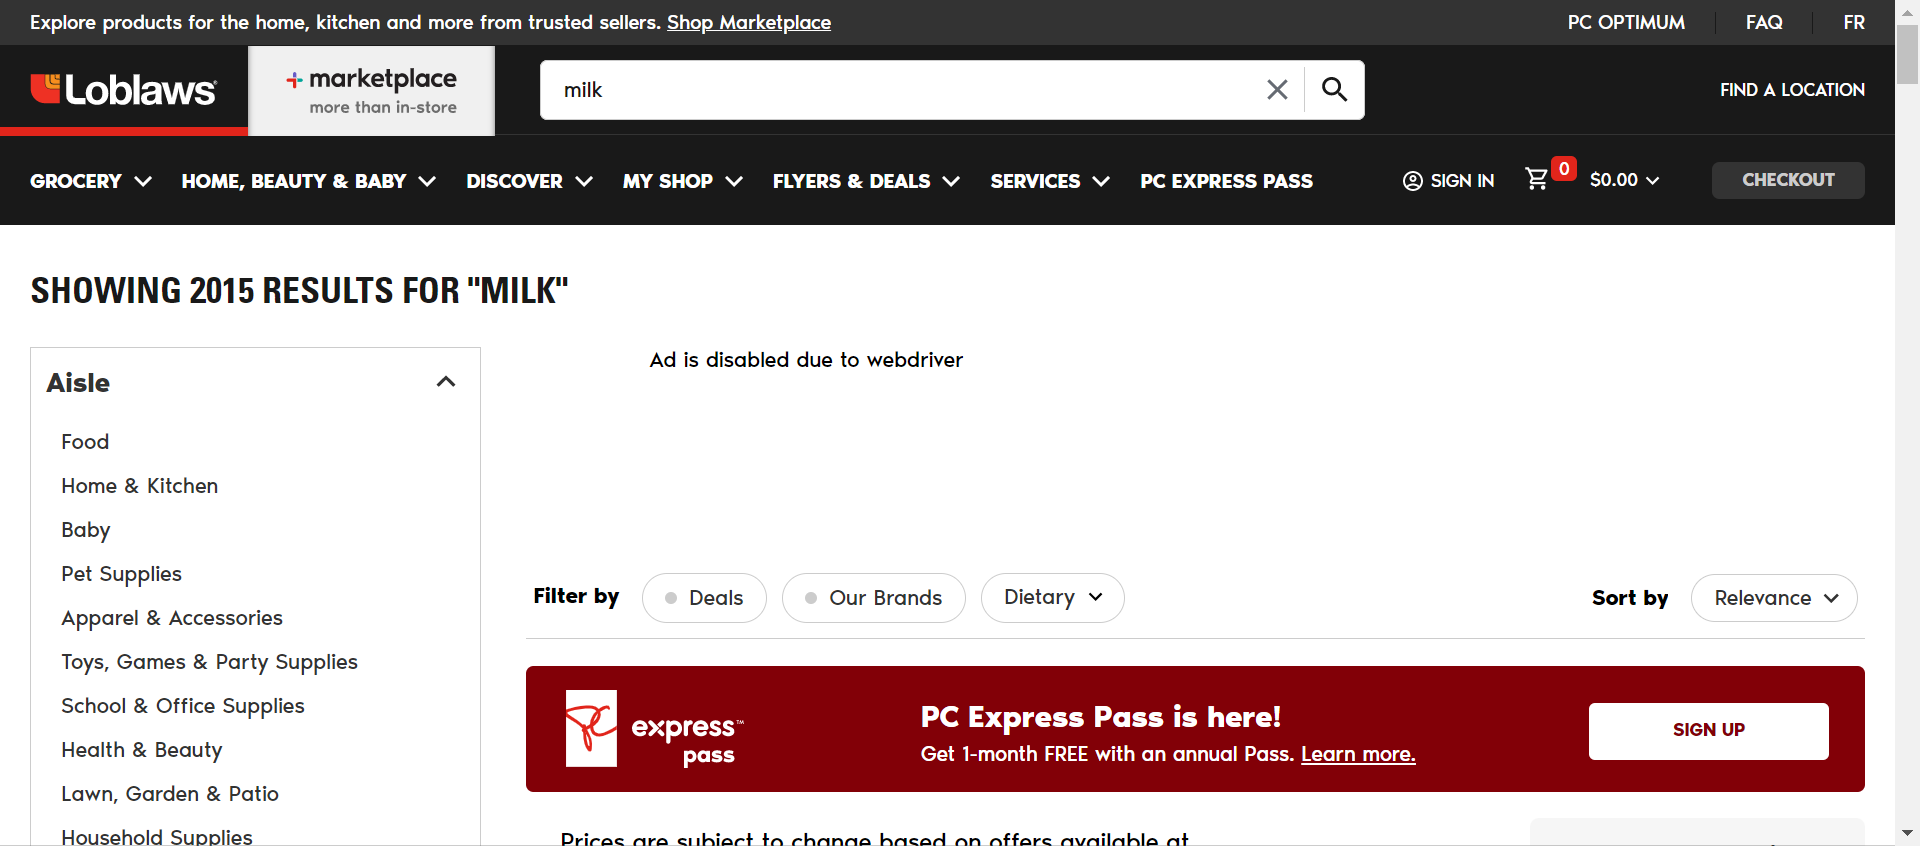 Explore products for the home, kitchen and more from trusted sellers. Shop Marketplace
PC OPTIMUM
FAQ
FR
Loblaws®
marketplace
more than in-store
milk
FIND A LOCATION
GROCERY
HOME, BEAUTY & BABY
DISCOVER
MY SHOP
FLYERS & DEALS
SERVICES
PC EXPRESS PASS
SIGN IN
0
$0.00
CHECKOUT
SHOWING 2015 RESULTS FOR "MILK"
Aisle
Food
Home & Kitchen
Baby
Pet Supplies
Apparel & Accessories
Toys, Games & Party Supplies
School & Office Supplies
Health & Beauty
Lawn, Garden & Patio
Household Supplies
Ad is disabled due to webdriver
Filter by
Deals
Our Brands
Dietary
Sort by
Relevance
PC express™
pass
PC Express Pass is here!
Get 1-month FREE with an annual Pass. Learn more.
SIGN UP
Prices are subject to change based on offers available at